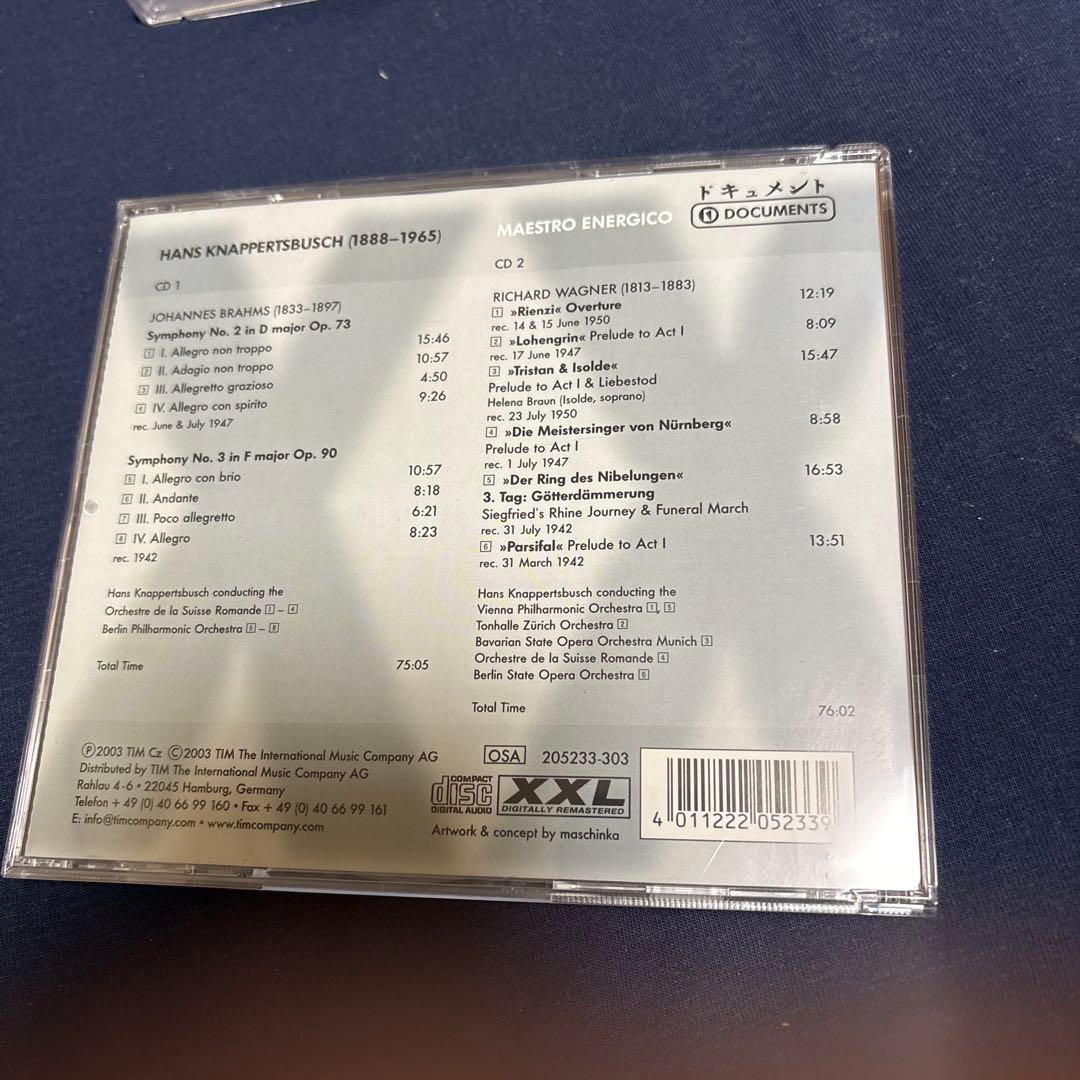 HANS KNAPPERTSBUSCH (1888–1965)
CD 1
JOHANNES BRAHMS (1833–1897)
Symphony No. 2 in D major Op. 73
1 I. Allegro non troppo 15:46
2 II. Adagio non troppo 10:57
3 III. Allegretto grazioso 4:50
4 IV. Allegro con spirito 9:26
rec. June & July 1947
Symphony No. 3 in F major Op. 90
5 I. Allegro con brio 10:57
6 II. Andante 8:18
7 III. Poco allegretto 6:21
8 IV. Allegro 8:23
rec. 1942
Hans Knappertsbusch conducting the
Orchestre de la Suisse Romande 1 – 4
Berlin Philharmonic Orchestra 5 – 8
Total Time 75:05
MAESTRO ENERGICO
ドキュメント
DOCUMENTS
CD 2
RICHARD WAGNER (1813–1883)
1 »Rienzi« Overture 12:19
rec. 14 & 15 June 1950
2 »Lohengrin« Prelude to Act I 8:09
rec. 17 June 1947
3 »Tristan & Isolde« 15:47
Prelude to Act I & Liebestod
Helena Braun (Isolde, soprano)
rec. 23 July 1950
4 »Die Meistersinger von Nürnberg« 8:58
Prelude to Act I
rec. 1 July 1947
5 »Der Ring des Nibelungen« 16:53
3. Tag: Götterdämmerung
Siegfried's Rhine Journey & Funeral March
rec. 31 July 1942
6 »Parsifal« Prelude to Act I 13:51
rec. 31 March 1942
Hans Knappertsbusch conducting the
Vienna Philharmonic Orchestra 1, 5
Tonhalle Zürich Orchestra 2
Bavarian State Opera Orchestra Munich 3
Orchestre de la Suisse Romande 4
Berlin State Opera Orchestra 6
Total Time 76:02
Ⓟ2003 TIM Cz Ⓒ2003 TIM The International Music Company AG
Distributed by TIM The International Music Company AG
Rahlau 4-6 • 22045 Hamburg, Germany
Telefon + 49 (0) 40 66 99 160 • Fax + 49 (0) 40 66 99 161
E: info@timcompany.com • www.timcompany.com
OSA 205233-303
COMPACT
disc
DIGITAL AUDIO
XXL
DIGITALLY REMASTERED
Artwork & concept by maschinka
4 011222 052339